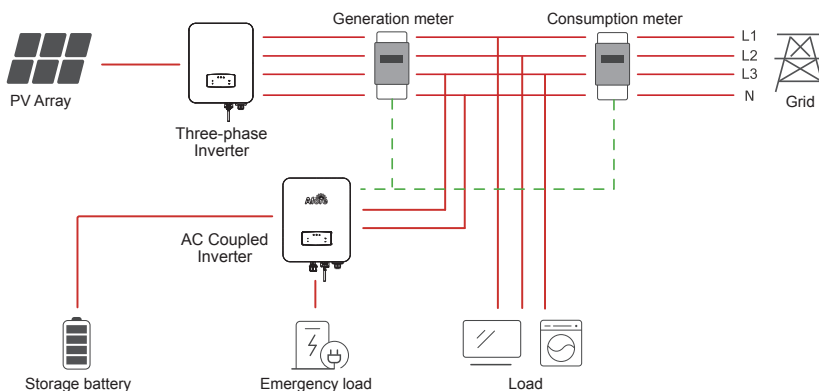 Generation meter
Consumption meter
L1
L2
L3
N
PV Array
Grid
Three-phase
Inverter
AC Coupled
Inverter
Storage battery
Emergency load
Load